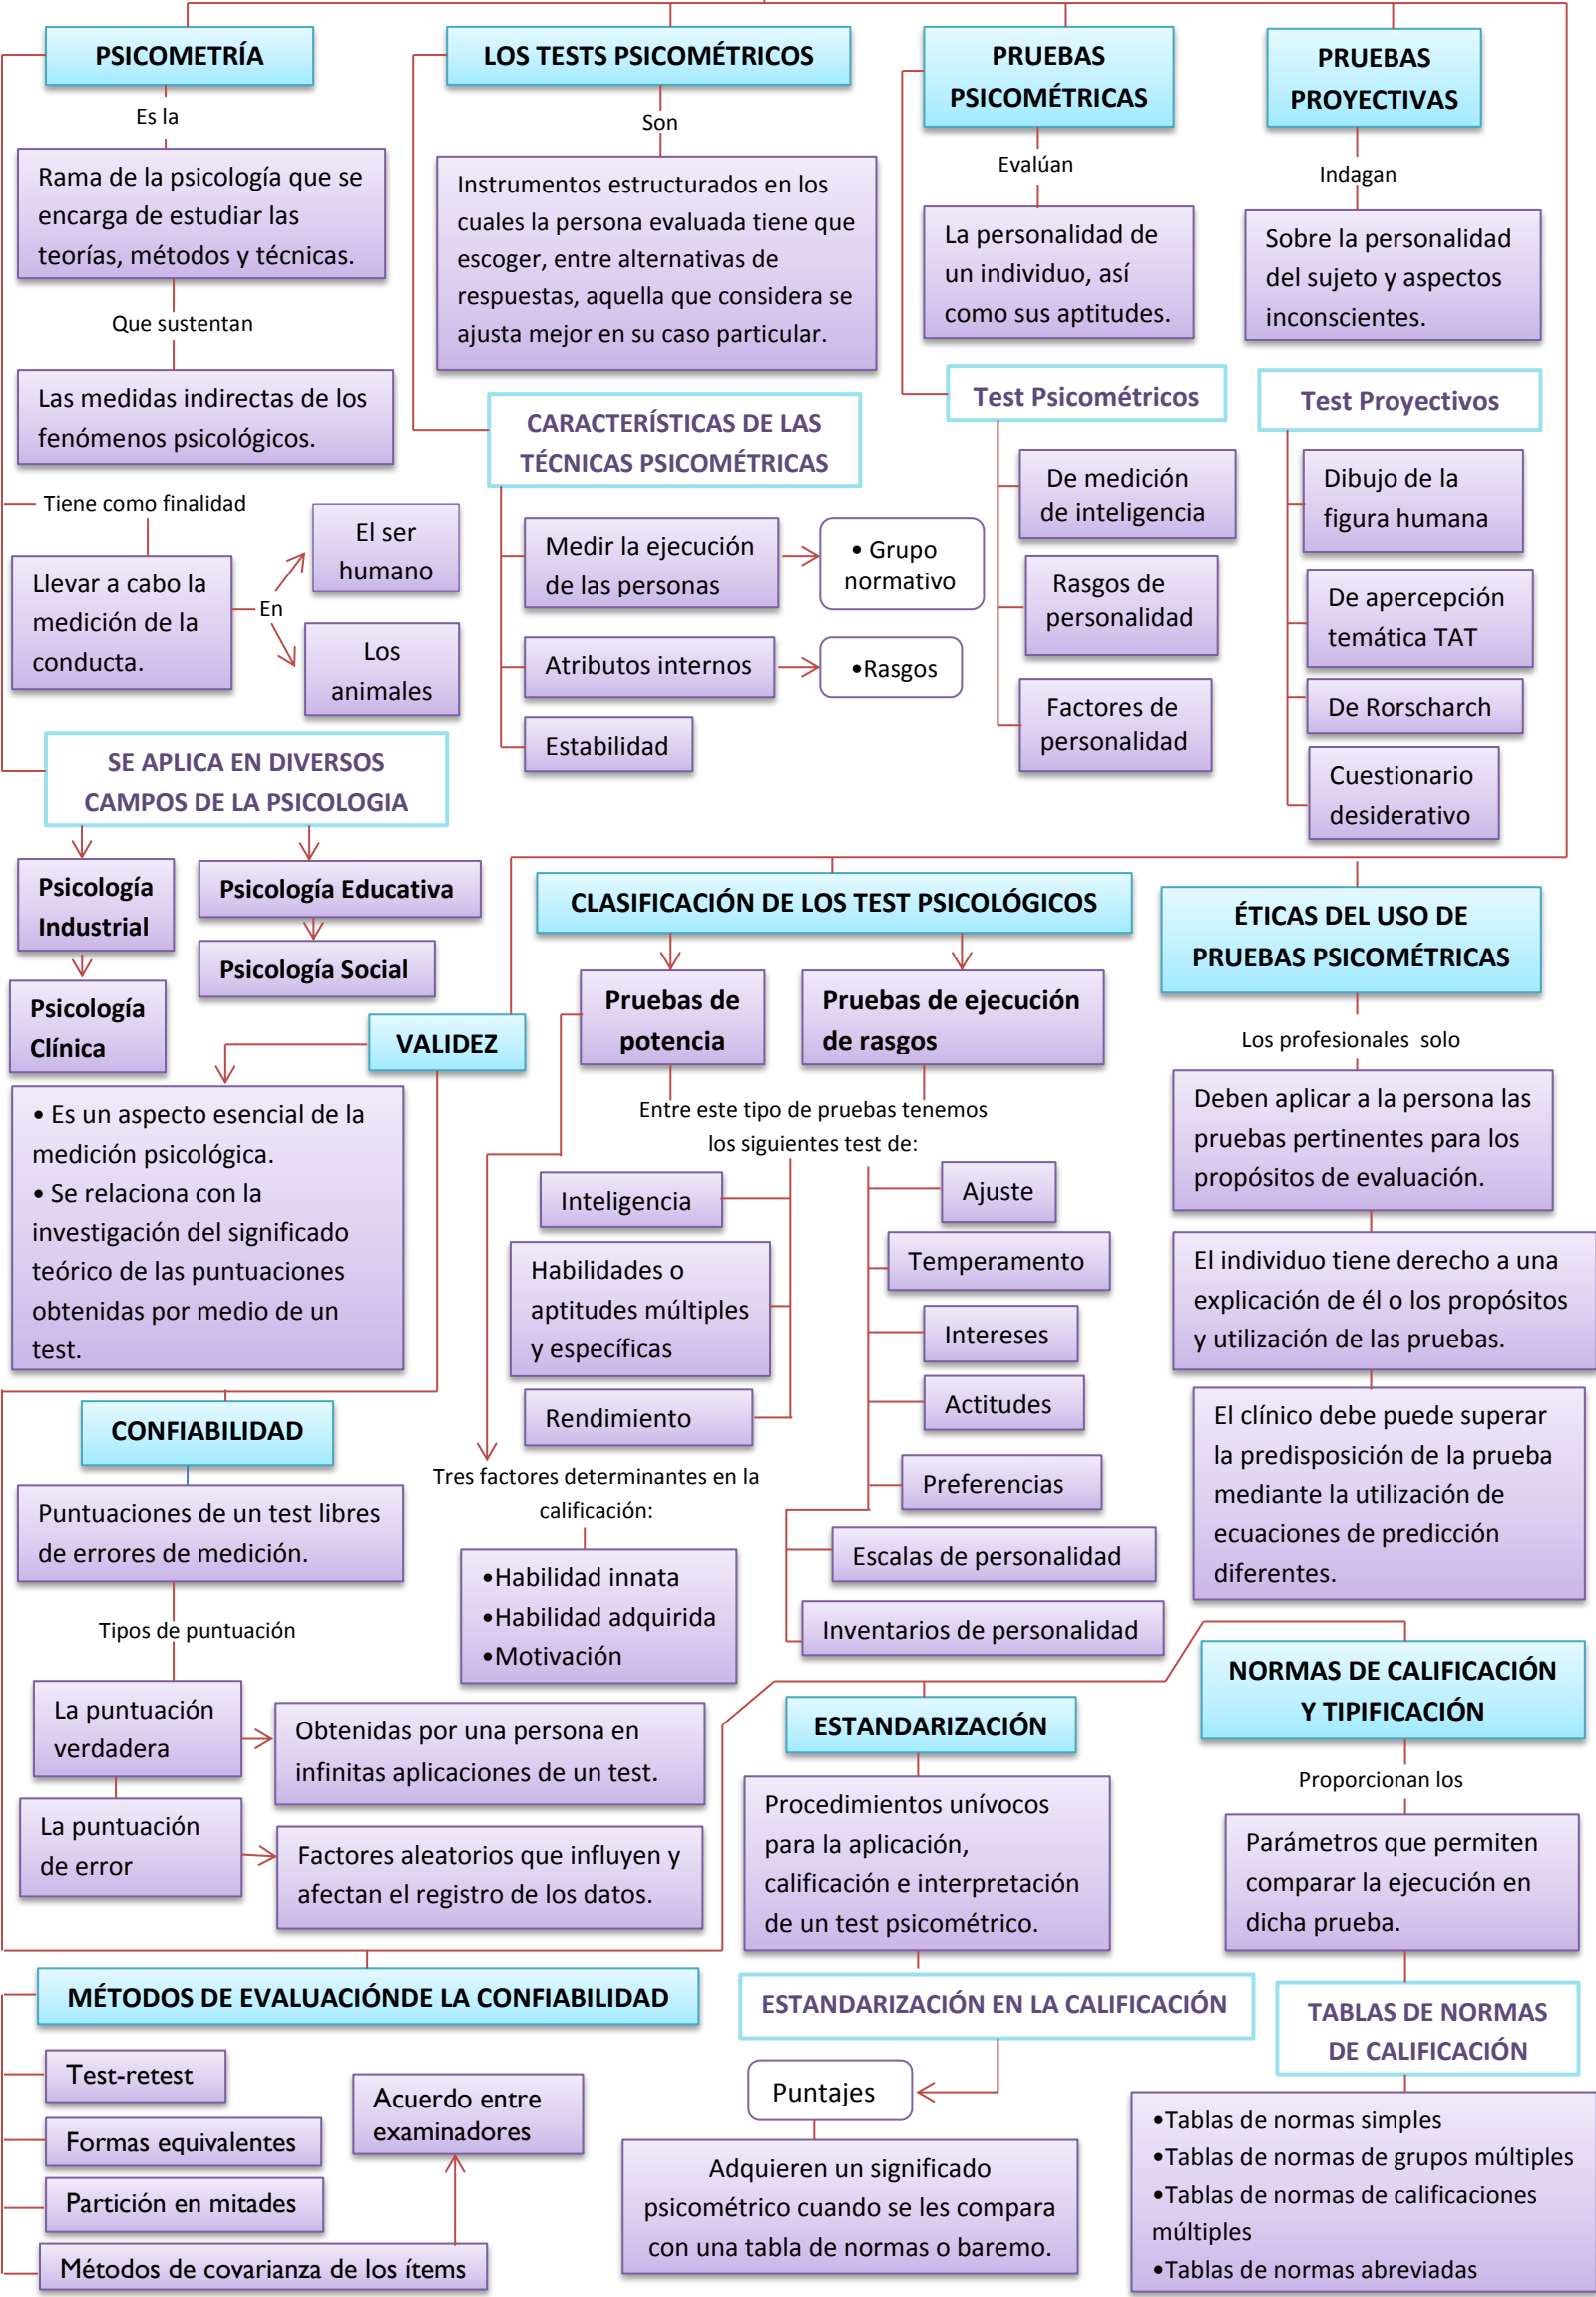 PSICOMETRÍA
Es la
Rama de la psicología que se
encarga de estudiar las
teorías, métodos y técnicas.
Que sustentan
Las medidas indirectas de los
fenómenos psicológicos.
Tiene como finalidad
Llevar a cabo la
medición de la
conducta.
En
El ser
humano
Los
animales
SE APLICA EN DIVERSOS
CAMPOS DE LA PSICOLOGIA
Psicología
Industrial
Psicología
Clínica
Psicología Educativa
Psicología Social
LOS TESTS PSICOMÉTRICOS
Son
Instrumentos estructurados en los
cuales la persona evaluada tiene que
escoger, entre alternativas de
respuestas, aquella que considera se
ajusta mejor en su caso particular.
CARACTERÍSTICAS DE LAS
TÉCNICAS PSICOMÉTRICAS
Medir la ejecución
de las personas
• Grupo
normativo
Atributos internos
•Rasgos
Estabilidad
PRUEBAS
PSICOMÉTRICAS
Evalúan
La personalidad de
un individuo, así
como sus aptitudes.
Test Psicométricos
De medición
de inteligencia
Rasgos de
personalidad
Factores de
personalidad
PRUEBAS
PROYECTIVAS
Indagan
Sobre la personalidad
del sujeto y aspectos
inconscientes.
Test Proyectivos
Dibujo de la
figura humana
De apercepción
temática TAT
De Rorscharch
Cuestionario
desiderativo
VALIDEZ
• Es un aspecto esencial de la
medición psicológica.
• Se relaciona con la
investigación del significado
teórico de las puntuaciones
obtenidas por medio de un
test.
CLASIFICACIÓN DE LOS TEST PSICOLÓGICOS
Pruebas de
potencia
Pruebas de ejecución
de rasgos
Entre este tipo de pruebas tenemos
los siguientes test de:
Inteligencia
Habilidades o
aptitudes múltiples
y específicas
Rendimiento
Ajuste
Temperamento
Intereses
Actitudes
Preferencias
Escalas de personalidad
Inventarios de personalidad
Tres factores determinantes en la
calificación:
•Habilidad innata
•Habilidad adquirida
•Motivación
ÉTICAS DEL USO DE
PRUEBAS PSICOMÉTRICAS
Los profesionales  solo
Deben aplicar a la persona las
pruebas pertinentes para los
propósitos de evaluación.
El individuo tiene derecho a una
explicación de él o los propósitos
y utilización de las pruebas.
El clínico debe puede superar
la predisposición de la prueba
mediante la utilización de
ecuaciones de predicción
diferentes.
CONFIABILIDAD
Puntuaciones de un test libres
de errores de medición.
Tipos de puntuación
La puntuación
verdadera
Obtenidas por una persona en
infinitas aplicaciones de un test.
La puntuación
de error
Factores aleatorios que influyen y
afectan el registro de los datos.
ESTANDARIZACIÓN
Procedimientos unívocos
para la aplicación,
calificación e interpretación
de un test psicométrico.
ESTANDARIZACIÓN EN LA CALIFICACIÓN
Puntajes
Adquieren un significado
psicométrico cuando se les compara
con una tabla de normas o baremo.
NORMAS DE CALIFICACIÓN
Y TIPIFICACIÓN
Proporcionan los
Parámetros que permiten
comparar la ejecución en
dicha prueba.
TABLAS DE NORMAS
DE CALIFICACIÓN
•Tablas de normas simples
•Tablas de normas de grupos múltiples
•Tablas de normas de calificaciones
múltiples
•Tablas de normas abreviadas
MÉTODOS DE EVALUACIÓNDE LA CONFIABILIDAD
Test-retest
Formas equivalentes
Partición en mitades
Métodos de covarianza de los ítems
Acuerdo entre
examinadores